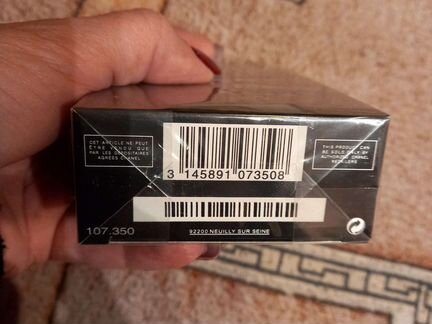 CET ARTICLE NE PEUT
ÊTRE VENDU QUE
PAR LES DÉPOSITAIRES
AGRÉÉS CHANEL
THIS PRODUCT CAN
BE SOLD ONLY BY
AUTHORIZED CHANEL
RETAILERS
3 145891 073508
107.350
92200 NEUILLY SUR SEINE